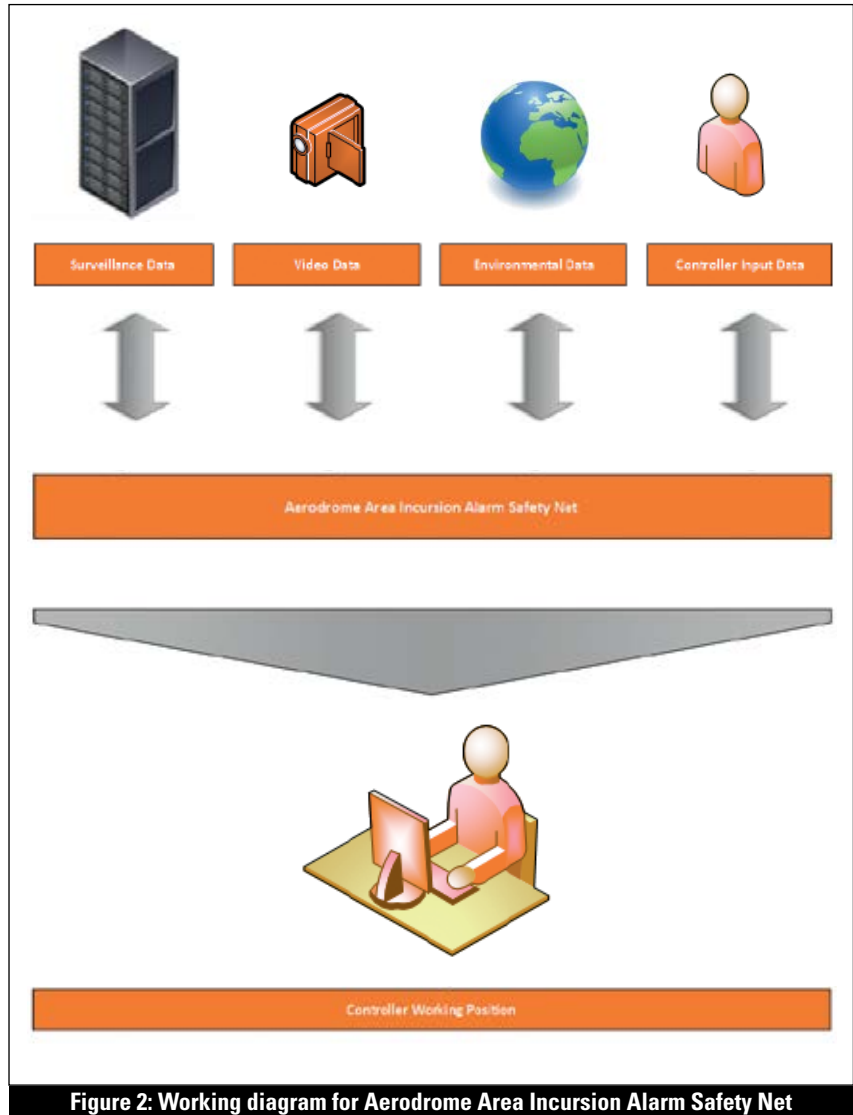 Surveillance Data
Video Data
Environmental Data
Controller Input Data
Aerodrome Area Incursion Alarm Safety Net
Controller Working Position
Figure 2: Working diagram for Aerodrome Area Incursion Alarm Safety Net